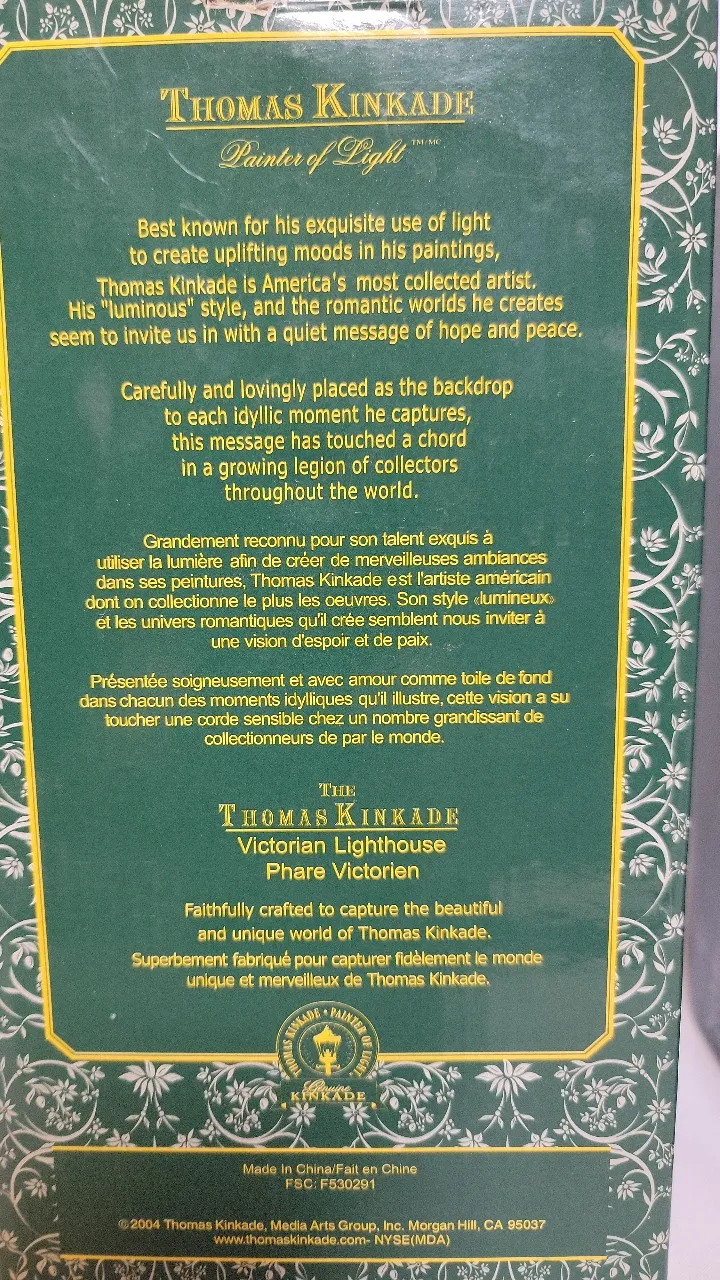 THOMAS KINKADE
Painter of Light TM/MC
Best known for his exquisite use of light
to create uplifting moods in his paintings,
Thomas Kinkade is America's most collected artist.
His "luminous" style, and the romantic worlds he creates
seem to invite us in with a quiet message of hope and peace.
Carefully and lovingly placed as the backdrop
to each idyllic moment he captures,
this message has touched a chord
in a growing legion of collectors
throughout the world.
Grandement reconnu pour son talent exquis à
utiliser la lumière afin de créer de merveilleuses ambiances
dans ses peintures, Thomas Kinkade est l'artiste américain
dont on collectionne le plus les oeuvres. Son style «lumineux»
et les univers romantiques qu'il crée semblent nous inviter à
une vision d'espoir et de paix.
Présentée soigneusement et avec amour comme toile de fond
dans chacun des moments idylliques qu'il illustre, cette vision a su
toucher une corde sensible chez un nombre grandissant de
collectionneurs de par le monde.
THE
THOMAS KINKADE
Victorian Lighthouse
Phare Victorien
Faithfully crafted to capture the beautiful
and unique world of Thomas Kinkade.
Superbement fabriqué pour capturer fidèlement le monde
unique et merveilleux de Thomas Kinkade.
THOMAS KINKADE • PAINTER OF LIGHT
Genuine
KINKADE
Made In China/Fait en Chine
FSC: F530291
©2004 Thomas Kinkade, Media Arts Group, Inc. Morgan Hill, CA 95037
www.thomaskinkade.com- NYSE(MDA)